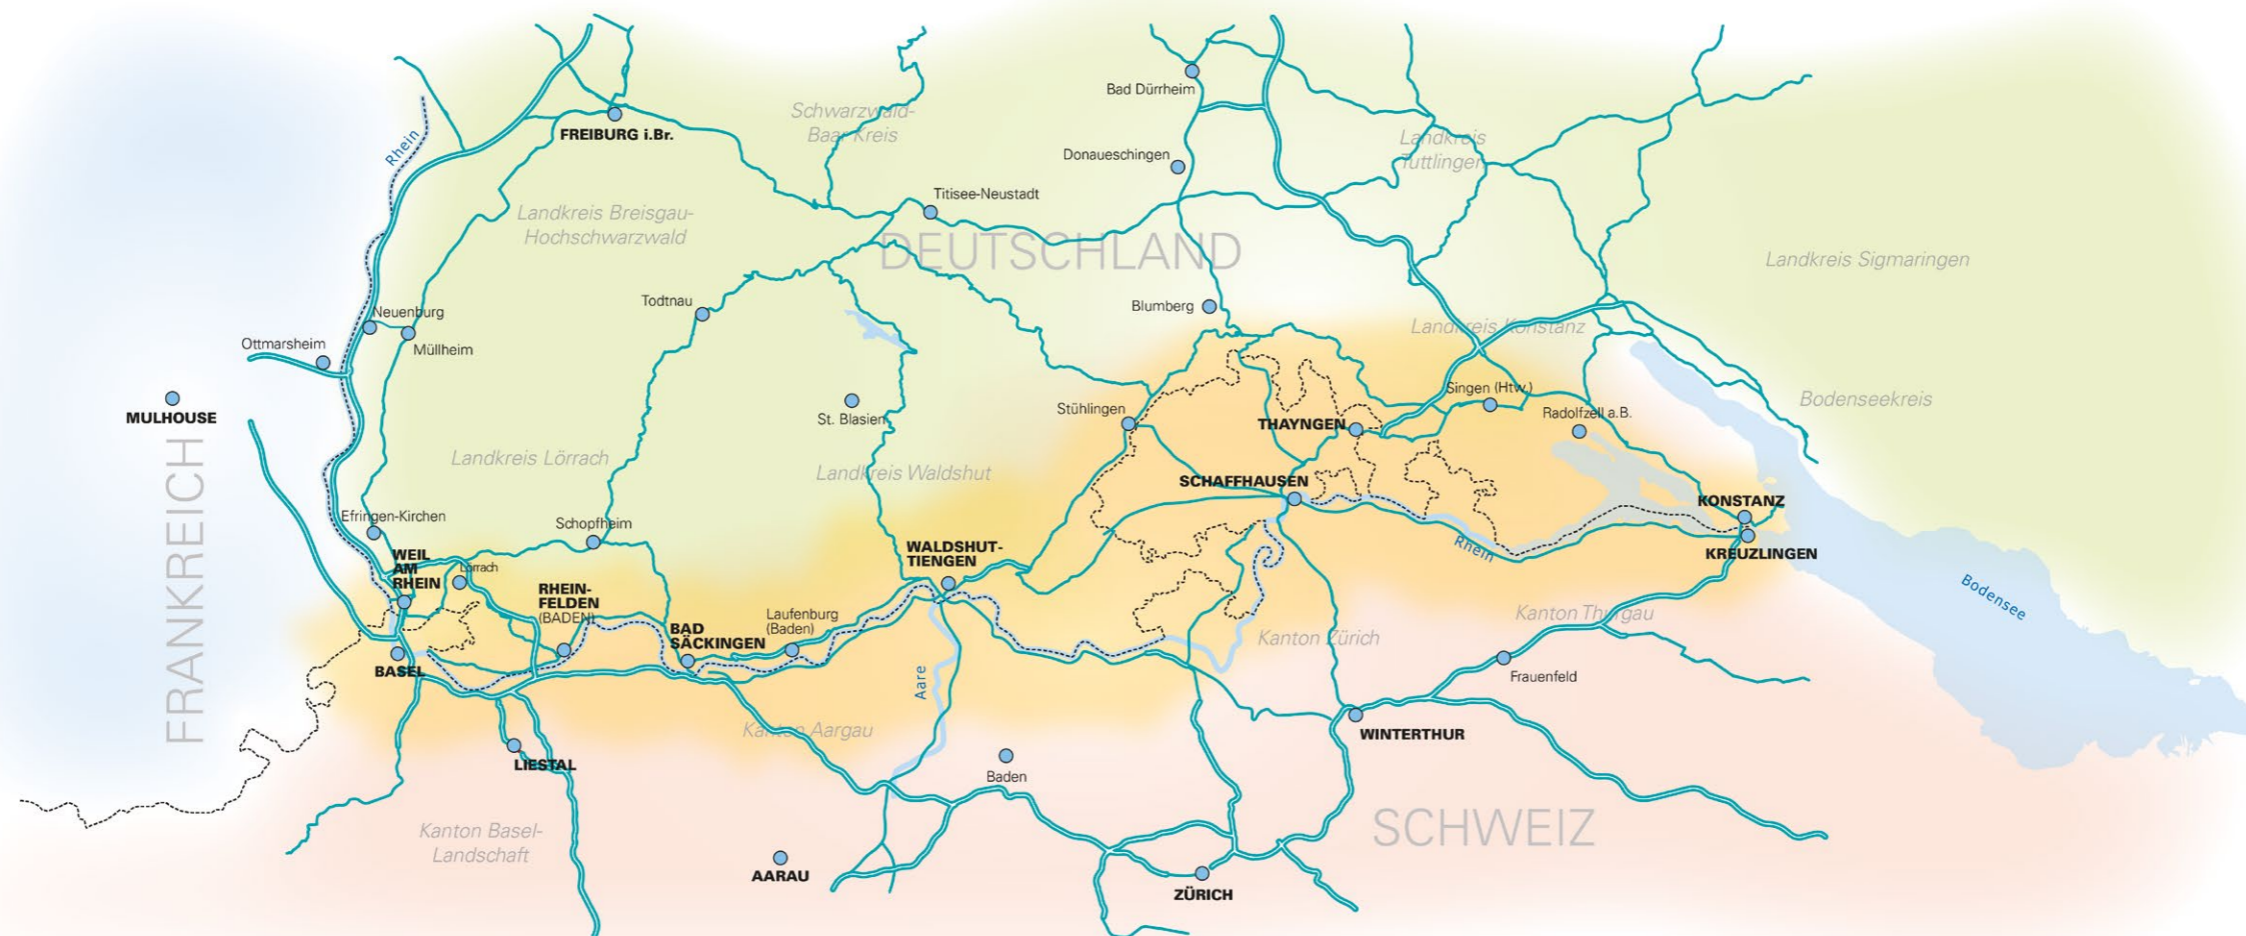 Bad Dürrheim
Rhein
FREIBURG i.Br.
Schwarzwald-
Baar Kreis
Landkreis
Tuttlingen
Donaueschingen
Titisee-Neustadt
Landkreis Breisgau-
Hochschwarzwald
DEUTSCHLAND
Landkreis Sigmaringen
Todtnau
Blumberg
Neuenburg
Landkreis Konstanz
Ottmarsheim
Müllheim
MULHOUSE
Singen (Htw.)
Bodenseekreis
St. Blasien
Stühlingen
THAYNGEN
Radolfzell a.B.
FRANKREICH
Landkreis Lörrach
Landkreis Waldshut
SCHAFFHAUSEN
KONSTANZ
Efringen-Kirchen
Schopfheim
Rhein
KREUZLINGEN
WEIL
AM
RHEIN
Lörrach
WALDSHUT-
TIENGEN
RHEIN-
FELDEN
(BADEN)
Bodensee
Laufenburg
(Baden)
Kanton Thurgau
BAD
SÄCKINGEN
Kanton Zürich
BASEL
Aare
Frauenfeld
Kanton Aargau
WINTERTHUR
LIESTAL
Baden
Kanton Basel-
Landschaft
SCHWEIZ
AARAU
ZÜRICH